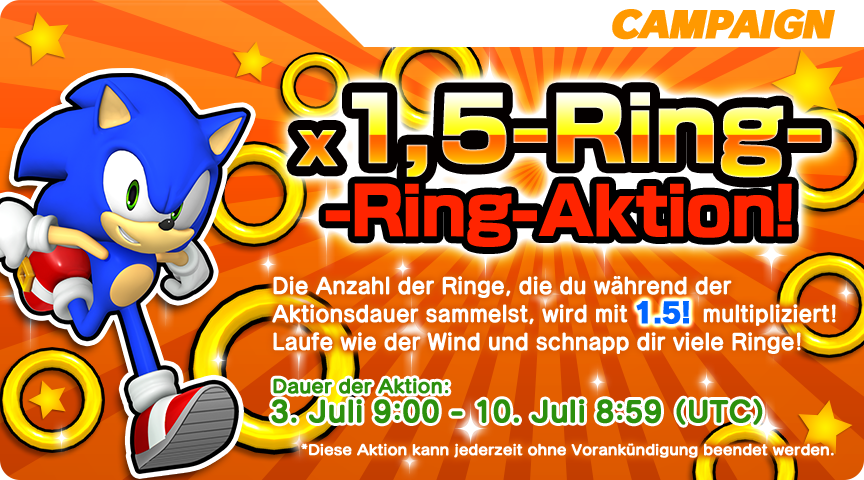 CAMPAIGN
x1,5-Ring-
-Ring-Aktion!
Die Anzahl der Ringe, die du während der
Aktionsdauer sammelst, wird mit 1.5! multipliziert!
Laufe wie der Wind und schnapp dir viele Ringe!
Dauer der Aktion:
3. Juli 9:00 - 10. Juli 8:59 (UTC)
*Diese Aktion kann jederzeit ohne Vorankündigung beendet werden.